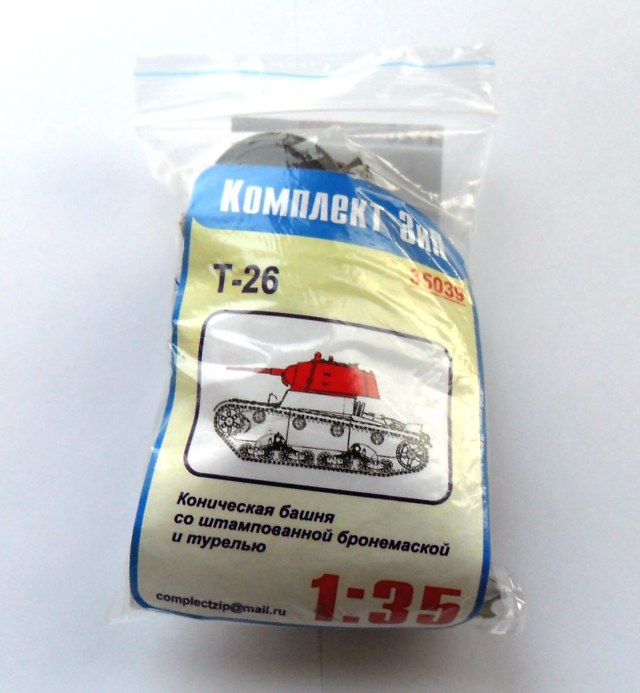 Комплект Зип
Т-26
35039
Коническая башня
со штампованной бронемаской
и турелью
complectzip@mail.ru
1:35